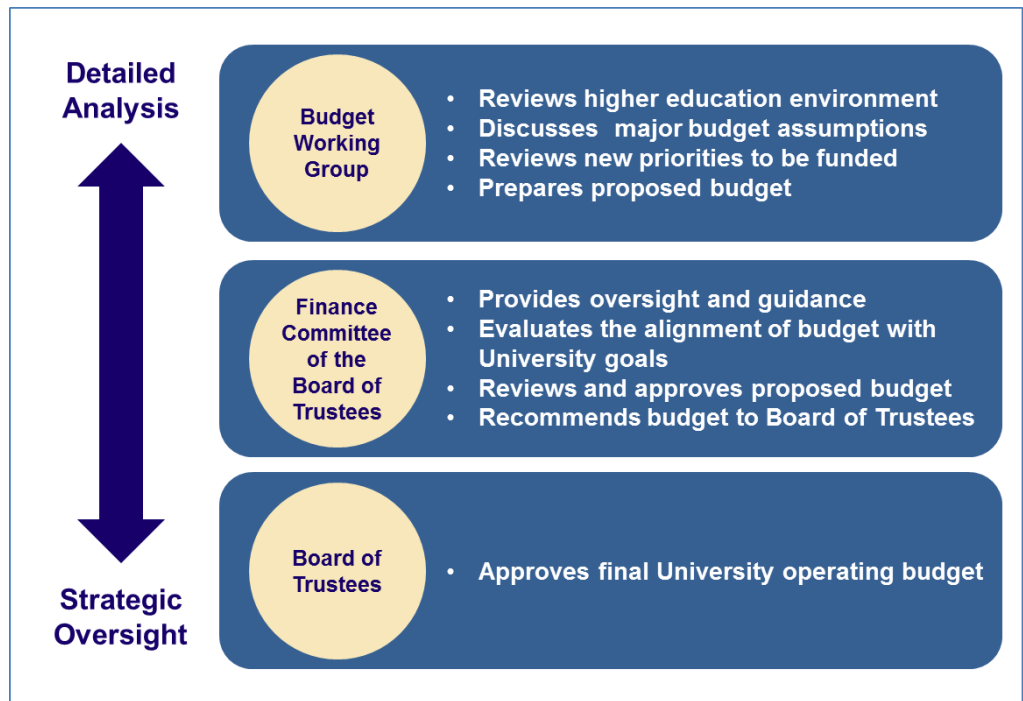 Detailed
Analysis
Budget
Working
Group
• Reviews higher education environment
• Discusses major budget assumptions
• Reviews new priorities to be funded
• Prepares proposed budget
Finance
Committee
of the
Board of
Trustees
• Provides oversight and guidance
• Evaluates the alignment of budget with
University goals
• Reviews and approves proposed budget
• Recommends budget to Board of Trustees
Board of
Trustees
• Approves final University operating budget
Strategic
Oversight